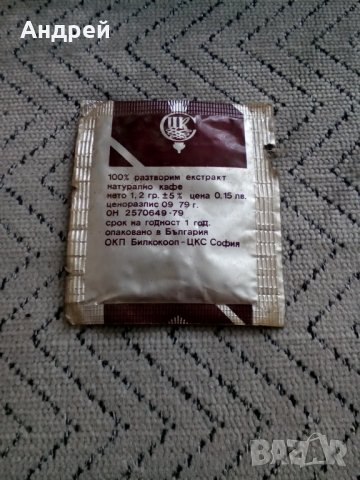 Андрей
ЦКС
100% разтворим екстракт
натурално кафе
нето 1,2 гр. ±5% цена 0,15 лв.
ценоразпис 09 79 г.
ОН 2570649-79
срок на годност 1 год.
опаковано в България
ОКП Билкокооп-ЦКС София
BAZAR